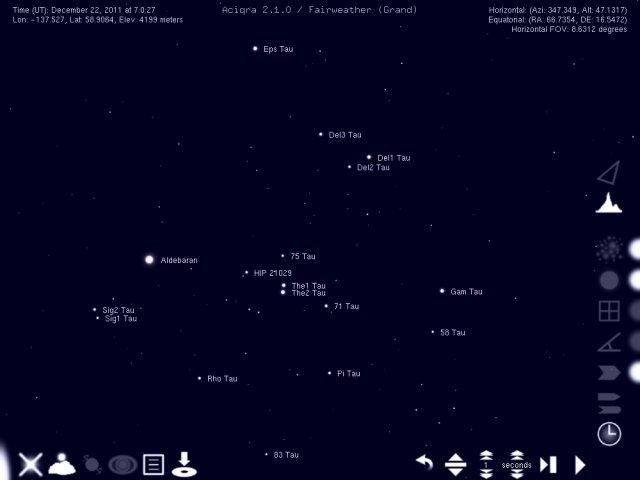 Time (UT): December 22, 2011 at 7:0:27
Lon: -137.527, Lat: 58.9064, Elev: 4199 meters
Aciqra 2.1.0 / Fairweather (Grand)
Horizontal: (Azi: 347.349, Alt: 47.1317)
Equatorial: (RA: 66.7354, DE: 16.5472)
Horizontal FOV: 8.6312 degrees
Eps Tau
Del3 Tau
Del1 Tau
Del2 Tau
75 Tau
Aldebaran
HIP 21029
The1 Tau
The2 Tau
Gam Tau
71 Tau
Sig2 Tau
Sig1 Tau
58 Tau
Pi Tau
Rho Tau
83 Tau
1 seconds